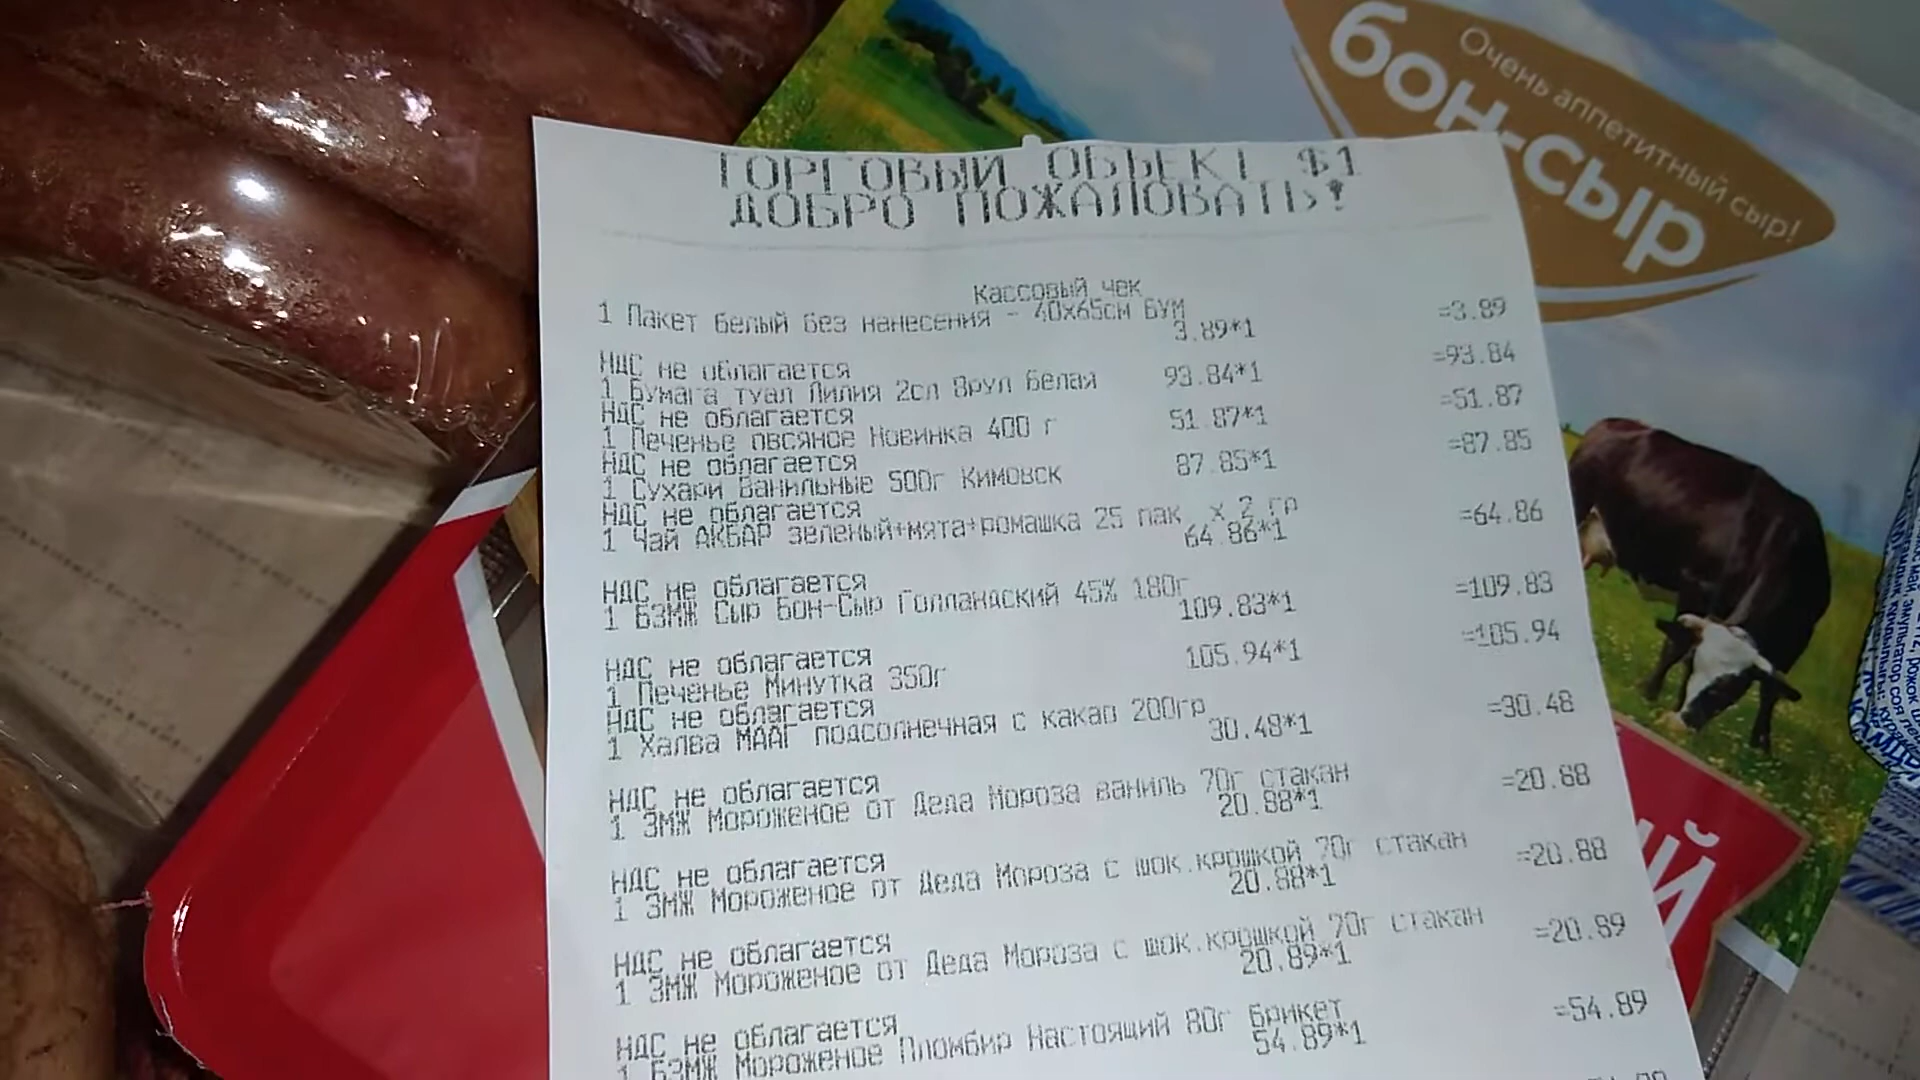 Очень аппетитный сыр!
бон-сыр
ТОРГОВЫЙ ОБЪЕКТ $1
ДОБРО ПОЖАЛОВАТЬ!
Кассовый чек
1 Пакет белый без нанесения - 40х65см БУМ
3.89*1 =3.89
НДС не облагается
1 Бумага туал Лилия 2сл 8рул белая 93.84*1 =93.84
НДС не облагается
1 Печенье овсяное Новинка 400 г 51.87*1 =51.87
НДС не облагается
1 Сухари Ванильные 500г Кимовск 87.85*1 =87.85
НДС не облагается
1 Чай АКБАР зеленый+мята+ромашка 25 пак х 2 гр
64.86*1 =64.86
НДС не облагается
1 БЗМЖ Сыр Бон-Сыр Голландский 45% 180г
109.83*1 =109.83
НДС не облагается
1 Печенье Минутка 350г 105.94*1 =105.94
НДС не облагается
1 Халва МААГ подсолнечная с какао 200гр
30.48*1 =30.48
НДС не облагается
1 ЗМЖ Мороженое от Деда Мороза ваниль 70г стакан
20.88*1 =20.88
НДС не облагается
1 ЗМЖ Мороженое от Деда Мороза с шок.крошкой 70г стакан
20.88*1 =20.88
НДС не облагается
1 ЗМЖ Мороженое от Деда Мороза с шок.крошкой 70г стакан
20.89*1 =20.89
НДС не облагается
1 БЗМЖ Мороженое Пломбир Настоящий 80г брикет
54.89*1 =54.89